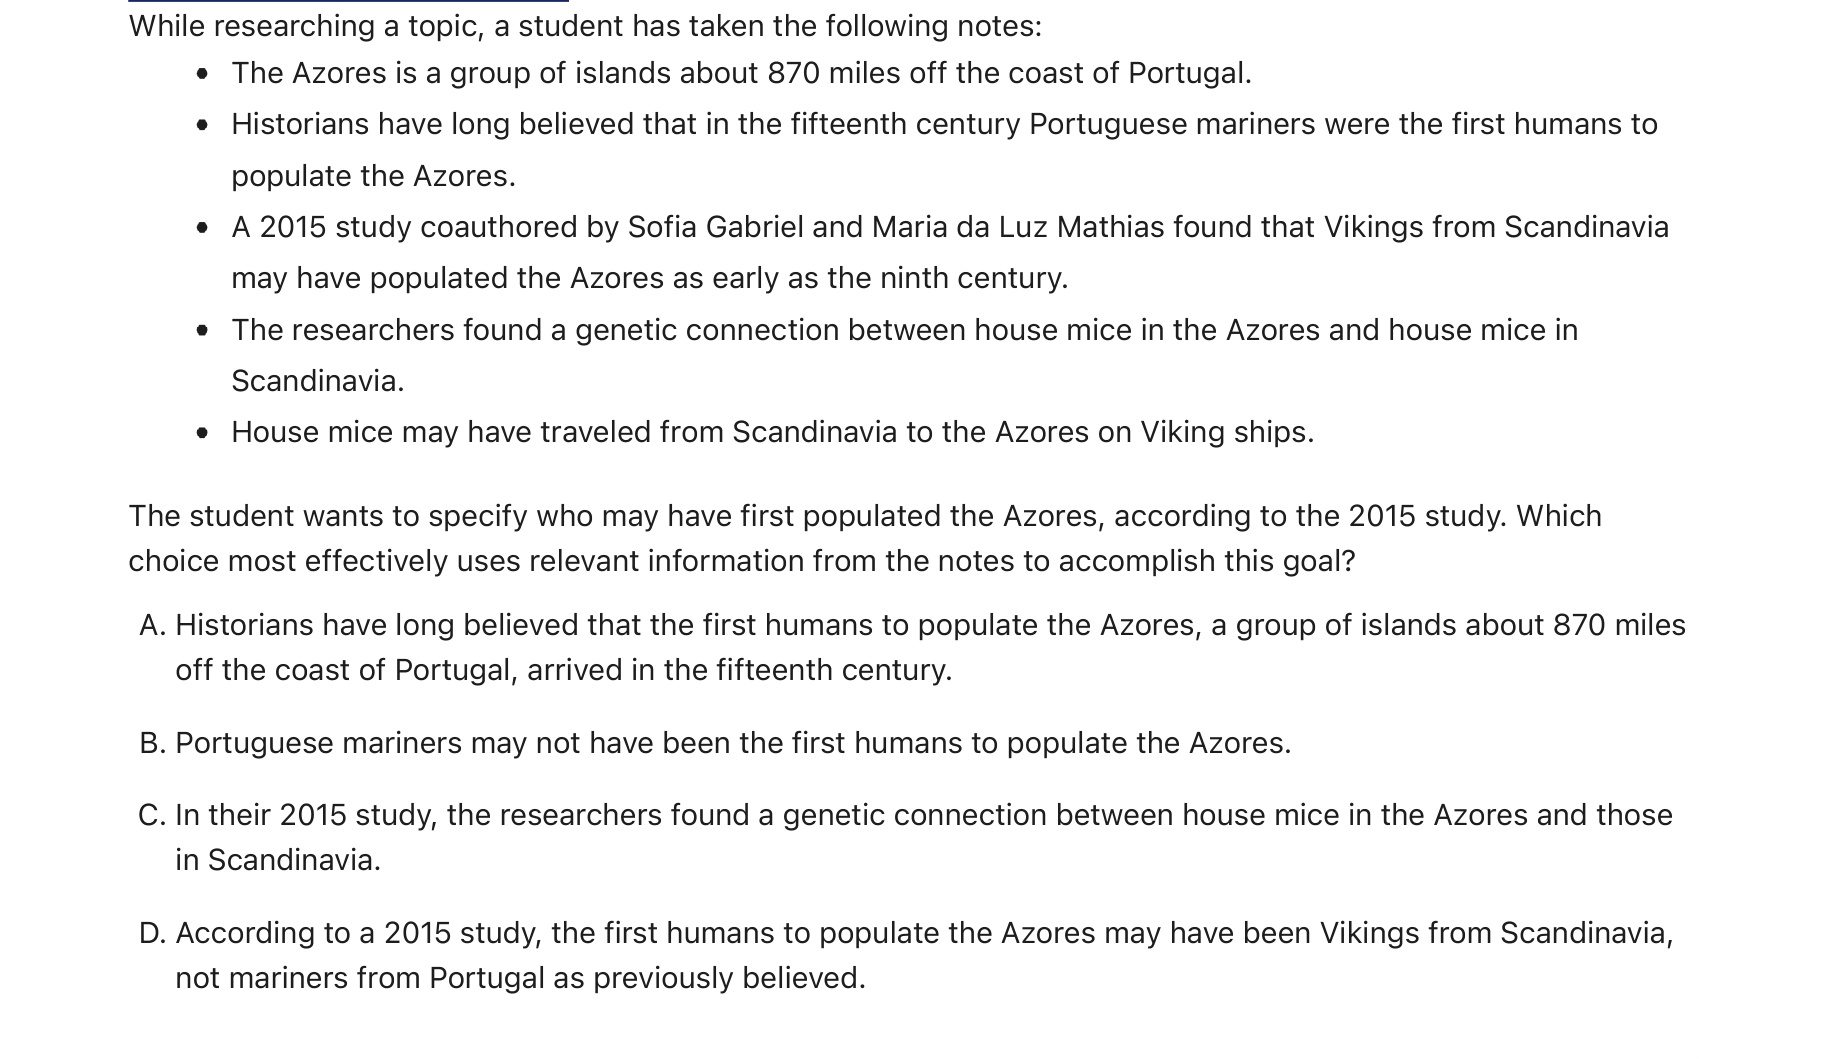 While researching a topic, a student has taken the following notes:
• The Azores is a group of islands about 870 miles off the coast of Portugal.
• Historians have long believed that in the fifteenth century Portuguese mariners were the first humans to
populate the Azores.
• A 2015 study coauthored by Sofia Gabriel and Maria da Luz Mathias found that Vikings from Scandinavia
may have populated the Azores as early as the ninth century.
• The researchers found a genetic connection between house mice in the Azores and house mice in
Scandinavia.
• House mice may have traveled from Scandinavia to the Azores on Viking ships.
The student wants to specify who may have first populated the Azores, according to the 2015 study. Which
choice most effectively uses relevant information from the notes to accomplish this goal?
A. Historians have long believed that the first humans to populate the Azores, a group of islands about 870 miles
off the coast of Portugal, arrived in the fifteenth century.
B. Portuguese mariners may not have been the first humans to populate the Azores.
C. In their 2015 study, the researchers found a genetic connection between house mice in the Azores and those
in Scandinavia.
D. According to a 2015 study, the first humans to populate the Azores may have been Vikings from Scandinavia,
not mariners from Portugal as previously believed.